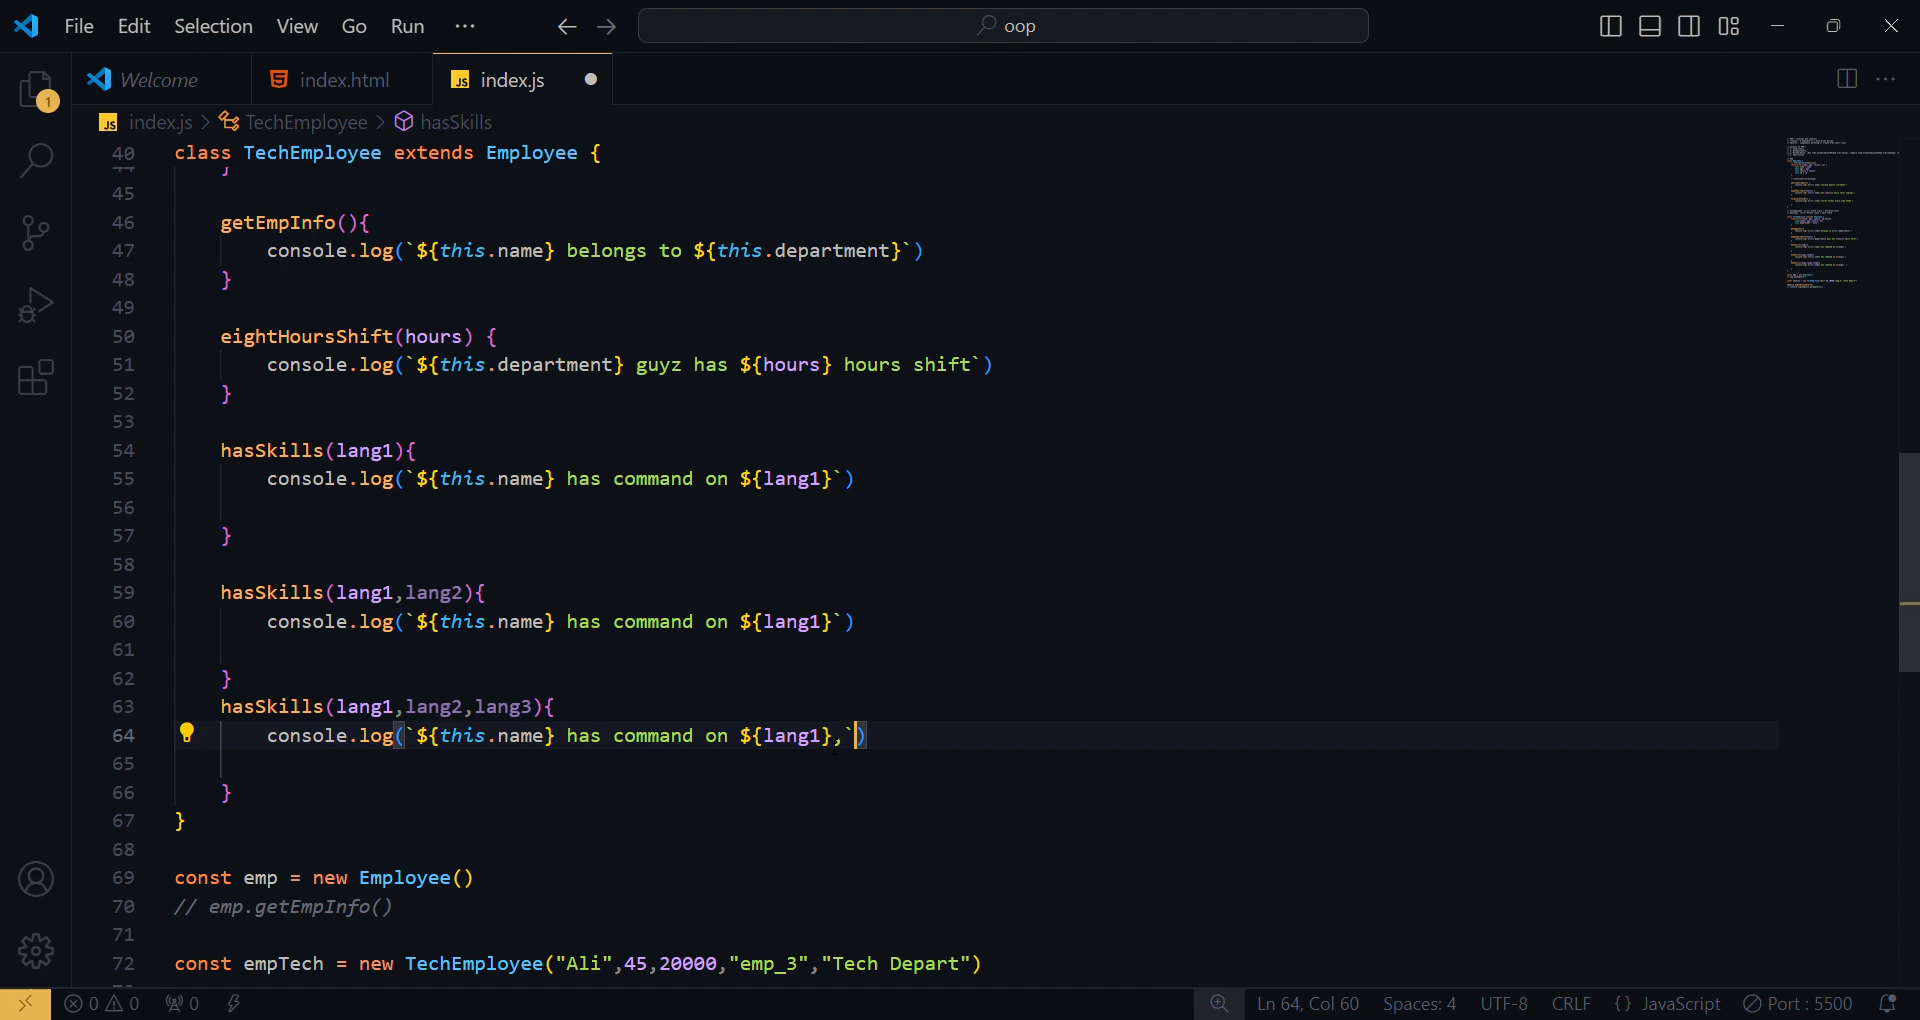 File Edit Selection View Go Run ··· oop
Welcome index.html index.js
index.js > TechEmployee > hasSkills
40 class TechEmployee extends Employee {
44 }
45
46 getEmpInfo(){
47 console.log(`${this.name} belongs to ${this.department}`)
48 }
49
50 eightHoursShift(hours) {
51 console.log(`${this.department} guyz has ${hours} hours shift`)
52 }
53
54 hasSkills(lang1){
55 console.log(`${this.name} has command on ${lang1}`)
56
57 }
58
59 hasSkills(lang1,lang2){
60 console.log(`${this.name} has command on ${lang1}`)
61
62 }
63 hasSkills(lang1,lang2,lang3){
64 console.log(`${this.name} has command on ${lang1},`)
65
66 }
67 }
68
69 const emp = new Employee()
70 // emp.getEmpInfo()
71
72 const empTech = new TechEmployee("Ali",45,20000,"emp_3","Tech Depart")
1
0 0 0 Ln 64, Col 60 Spaces: 4 UTF-8 CRLF {} JavaScript Port : 5500